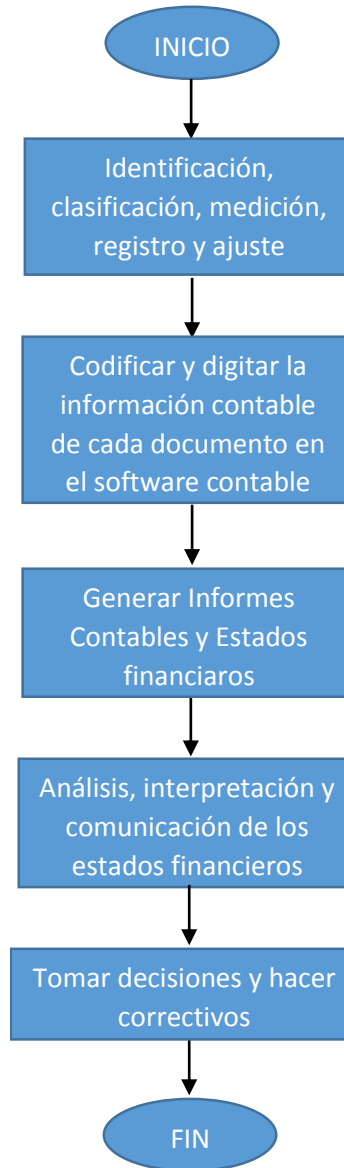 INICIO
Identificación,
clasificación, medición,
registro y ajuste
Codificar y digitar la
información contable
de cada documento en
el software contable
Generar Informes
Contables y Estados
financiaros
Análisis, interpretación y
comunicación de los
estados financieros
Tomar decisiones y hacer
correctivos
FIN